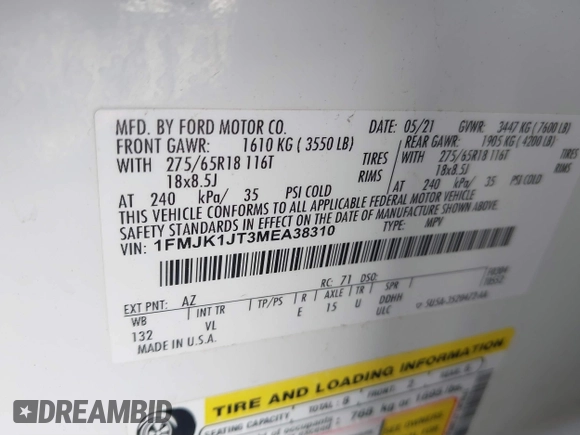 MFD. BY FORD MOTOR CO. DATE: 05/21 GVWR: 3447 KG ( 7600 LB)
FRONT GAWR: 1610 KG ( 3550 LB) REAR GAWR: 1905 KG ( 4200 LB)
WITH 275/65R18 116T TIRES WITH 275/65R18 116T TIRES
18x8.5J RIMS 18x8.5J RIMS
AT 240 kPa/ 35 PSI COLD AT 240 kPa/ 35 PSI COLD
THIS VEHICLE CONFORMS TO ALL APPLICABLE FEDERAL MOTOR VEHICLE
SAFETY STANDARDS IN EFFECT ON THE DATE OF MANUFACTURE SHOWN ABOVE.
VIN: 1FMJK1JT3MEA38310 TYPE: MPV
EXT PNT: AZ RC: 71 DSO:
WB INT TR TP/PS R AXLE TR SPR
132 VL E 15 U DDHH
MADE IN U.S.A. ULC
TIRE AND LOADING INFORMATION
SEATING CAPACITY TOTAL: 8
DREAMBID